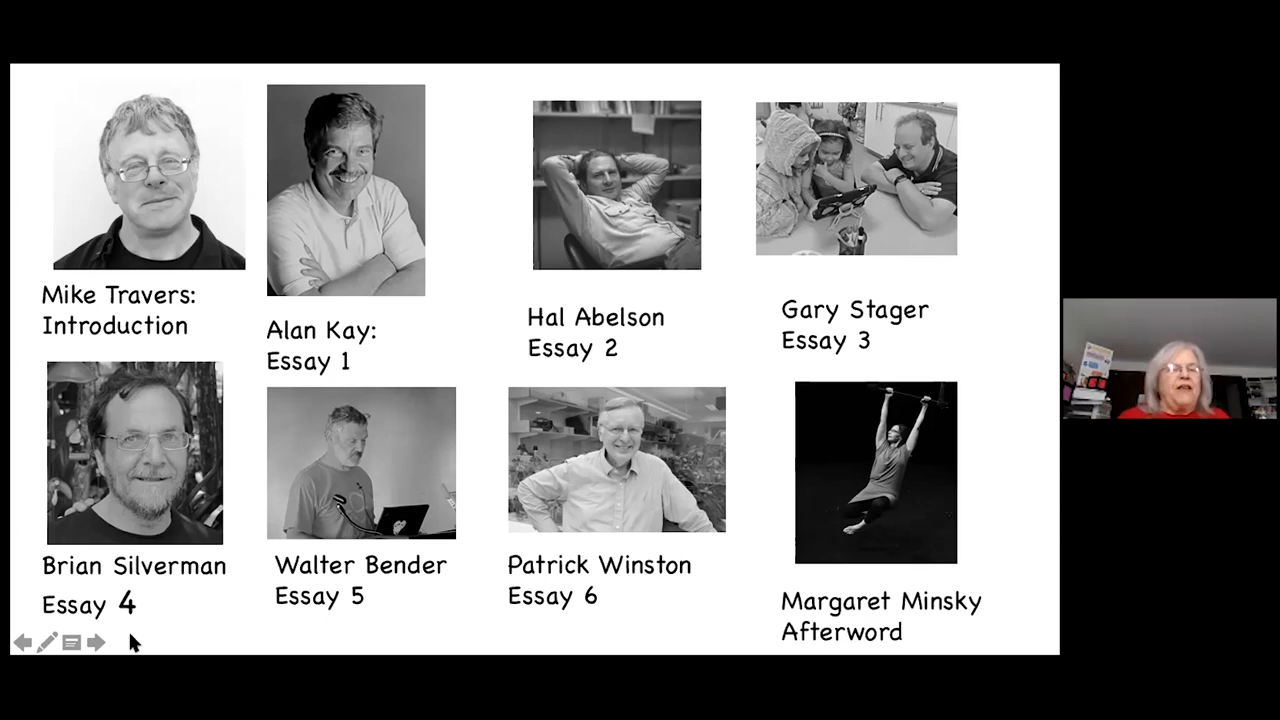 Mike Travers:
Introduction
Alan Kay:
Essay 1
Hal Abelson
Essay 2
Gary Stager
Essay 3
Brian Silverman
Essay 4
Walter Bender
Essay 5
Patrick Winston
Essay 6
Margaret Minsky
Afterword